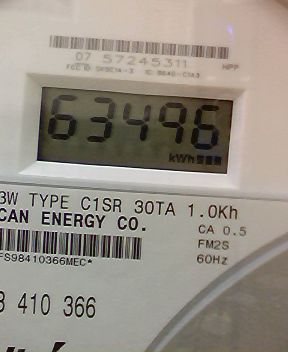 07 57245311
HPP
63496
kWh
3W TYPE C1SR 30TA 1.0Kh
CAN ENERGY CO.
CA 0.5
FM2S
FS98410366MEC*
60Hz
3 410 366